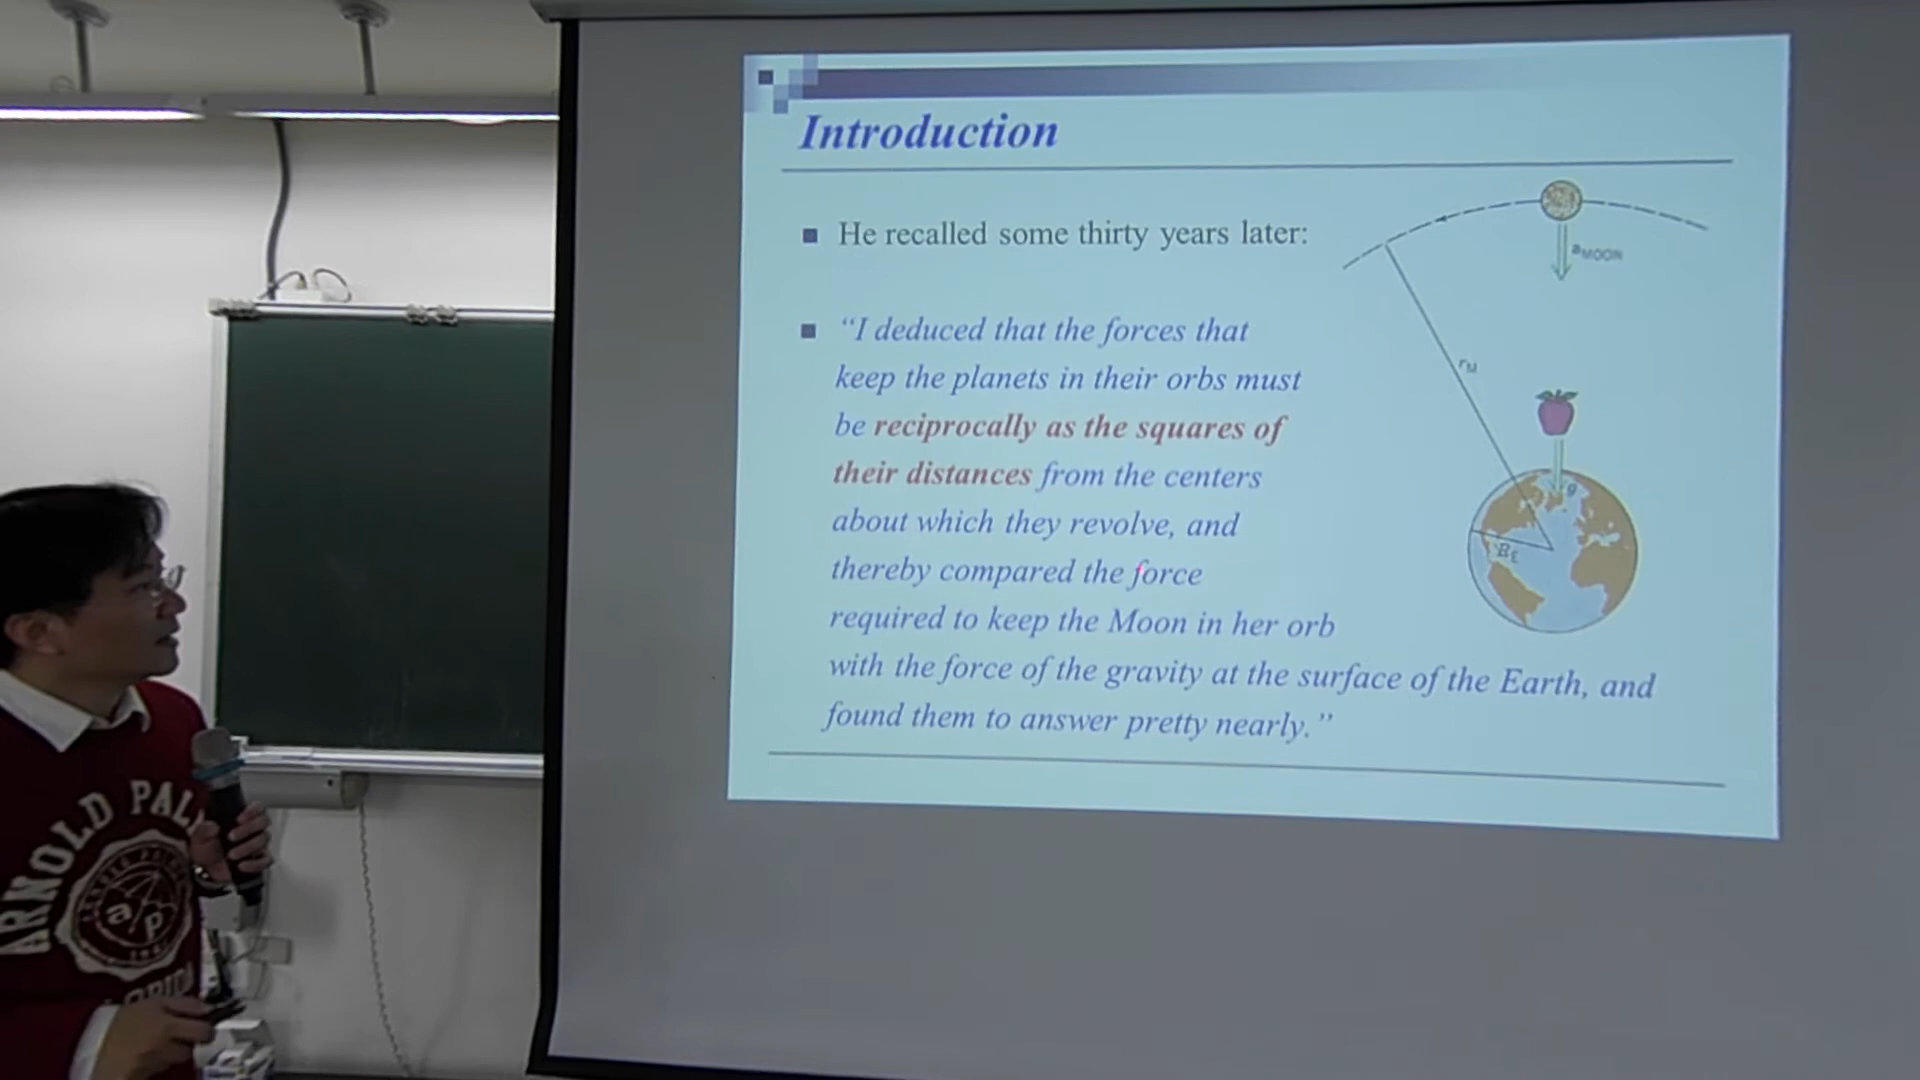 Introduction
He recalled some thirty years later:
“I deduced that the forces that
keep the planets in their orbs must
be reciprocally as the squares of
their distances from the centers
about which they revolve, and
thereby compared the force
required to keep the Moon in her orb
with the force of the gravity at the surface of the Earth, and
found them to answer pretty nearly.”
aMOON
rM
g
RE
ARNOLD PAL
ap